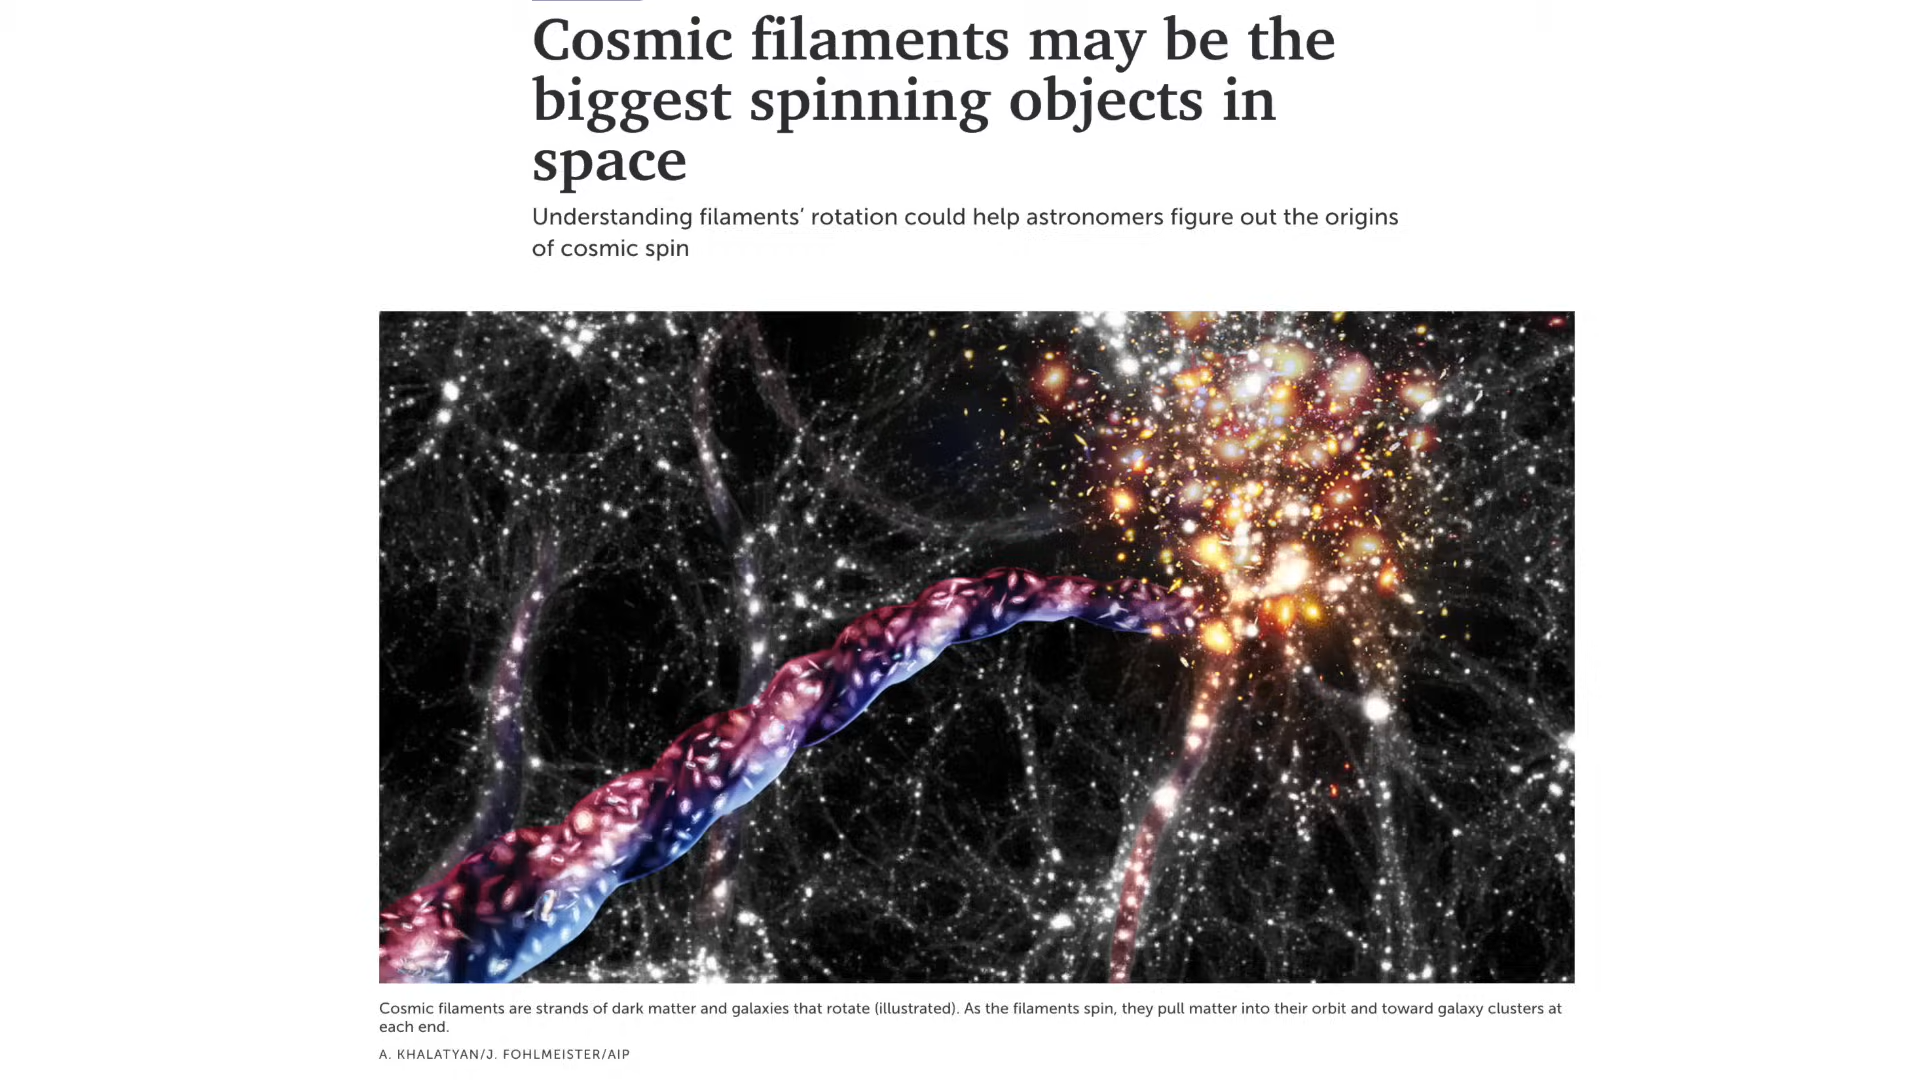 Cosmic filaments may be the
biggest spinning objects in
space
Understanding filaments’ rotation could help astronomers figure out the origins
of cosmic spin
Cosmic filaments are strands of dark matter and galaxies that rotate (illustrated). As the filaments spin, they pull matter into their orbit and toward galaxy clusters at
each end.
A. KHALATYAN/J. FOHLMEISTER/AIP